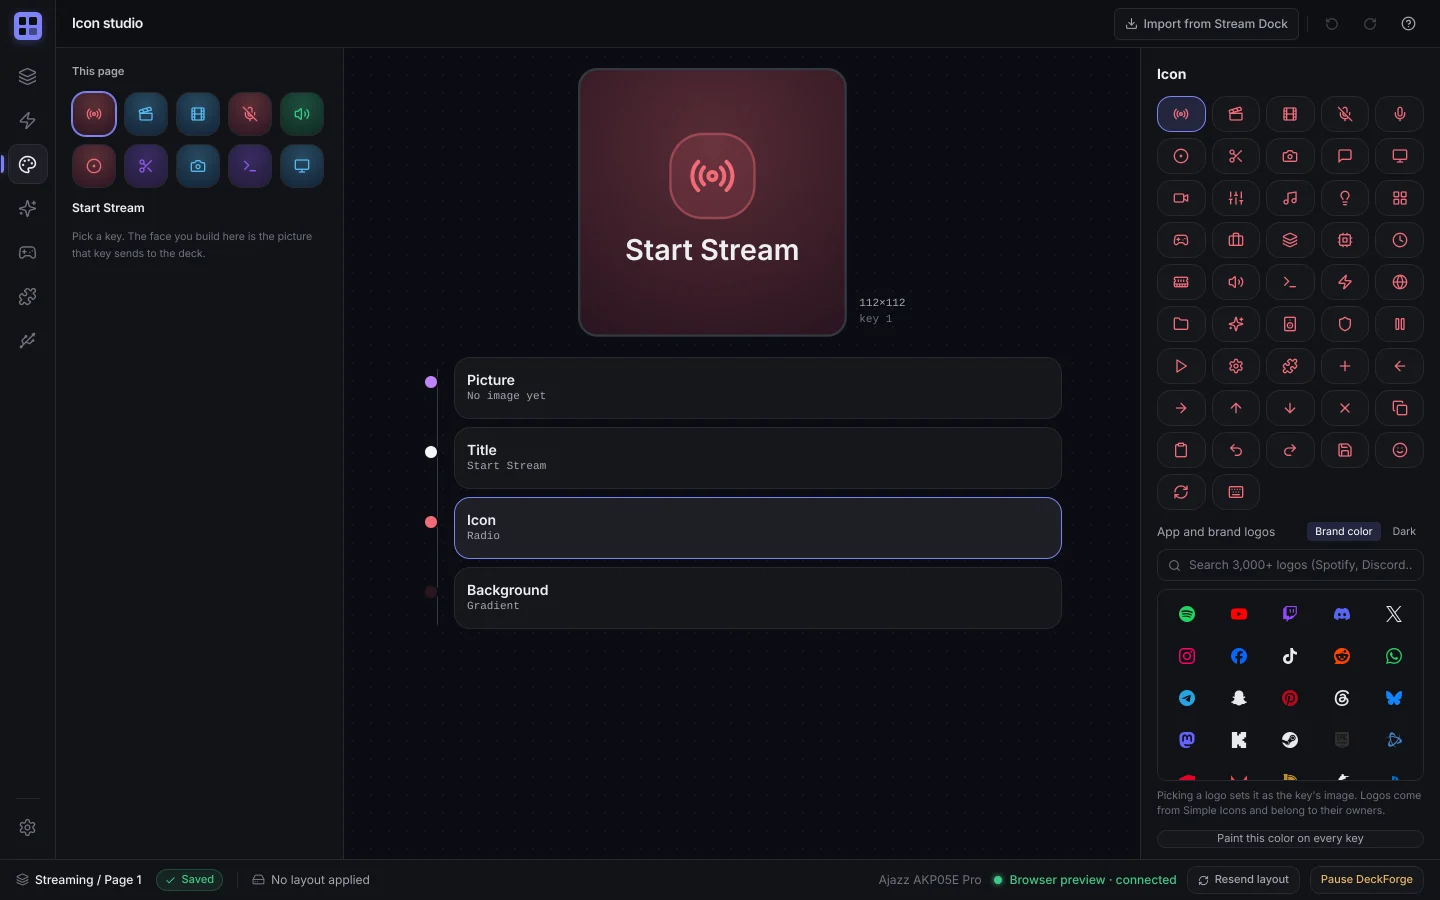 Icon studio
Import from Stream Dock
This page
Start Stream
Pick a key. The face you build here is the picture
that key sends to the deck.
Start Stream
112×112
key 1
Picture
No image yet
Title
Start Stream
Icon
Radio
Background
Gradient
Icon
App and brand logos
Brand color
Dark
Search 3,000+ logos (Spotify, Discord..
Picking a logo sets it as the key's image. Logos come
from Simple Icons and belong to their owners.
Paint this color on every key
Streaming / Page 1
Saved
No layout applied
Ajazz AKP05E Pro
Browser preview · connected
Resend layout
Pause DeckForge